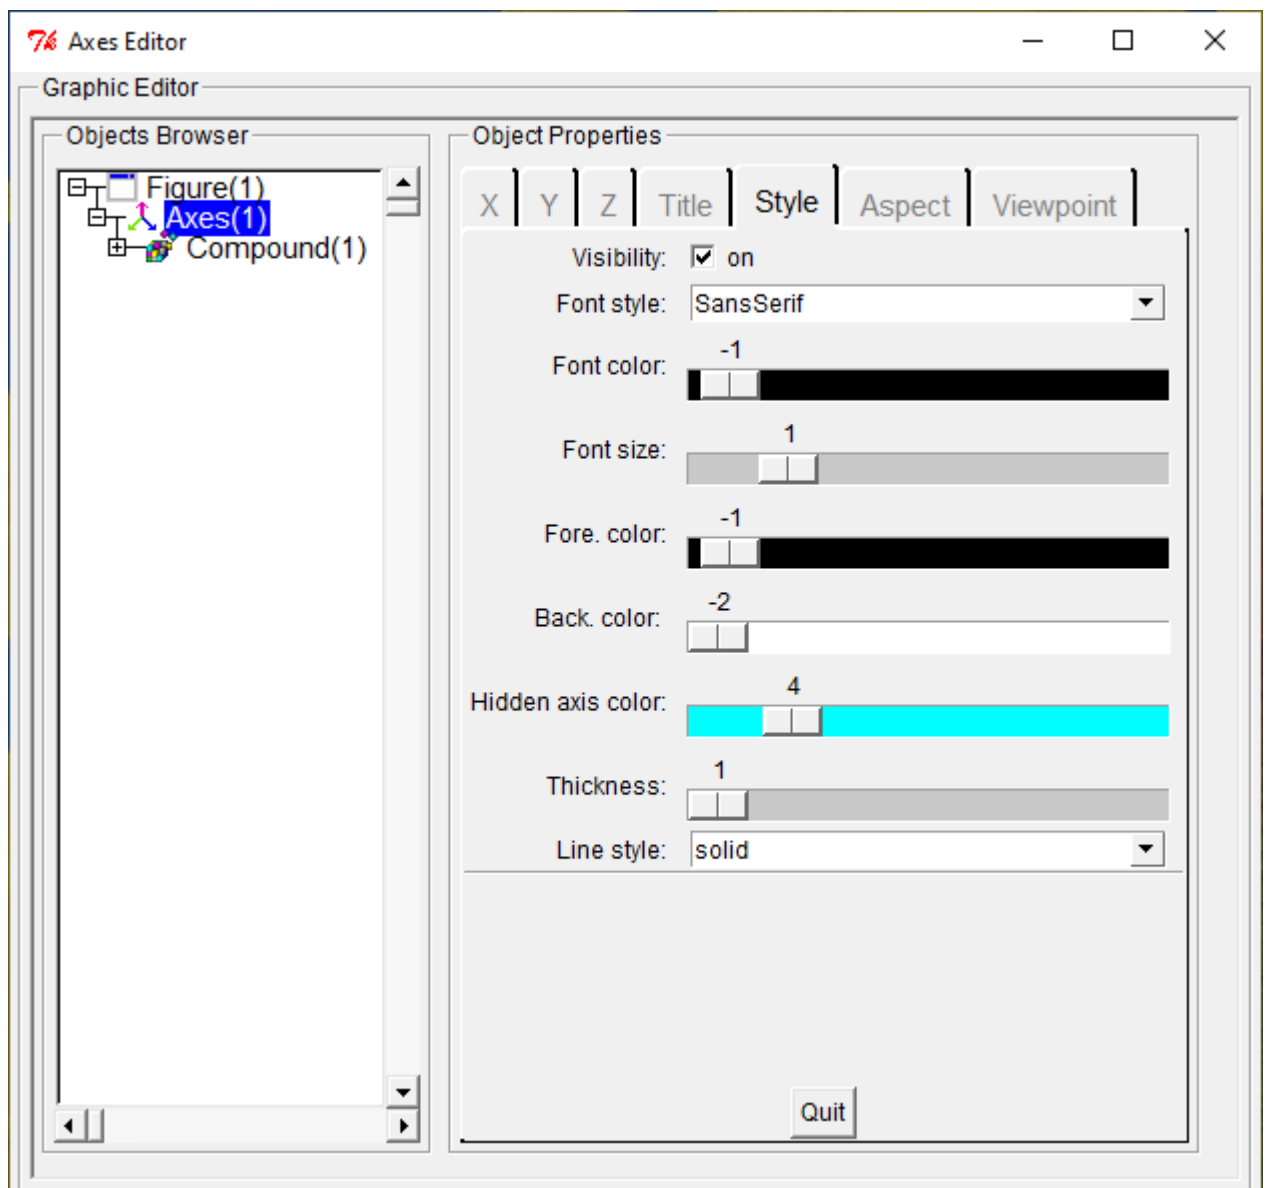 Axes Editor
Graphic Editor
Objects Browser
Figure(1)
Axes(1)
Compound(1)
Object Properties
X Y Z Title Style Aspect Viewpoint
Visibility: on
Font style: SansSerif
-1
Font color:
1
Font size:
-1
Fore. color:
-2
Back. color:
4
Hidden axis color:
1
Thickness:
Line style: solid
Quit